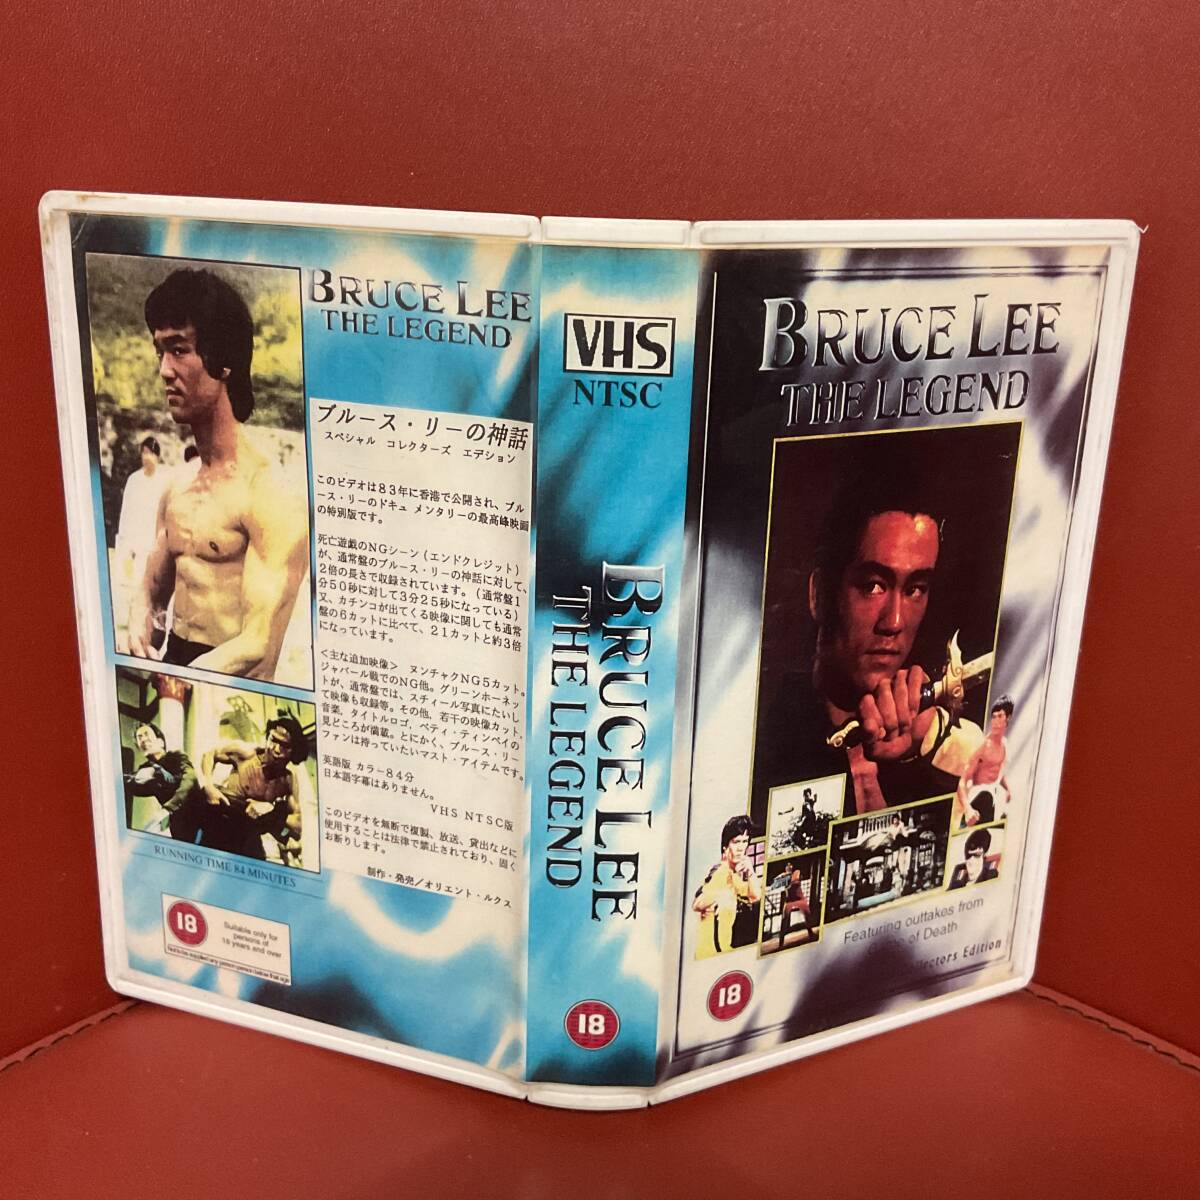 BRUCE LEE
THE LEGEND
ブルース・リーの神話
スペシャル コレクターズ エデション
このビデオは83年に香港で公開され、ブル
ース・リーのドキュ メンタリーの最高峰映画
の特別版です。
死亡遊戯のNGシーン(エンドクレジット)
が、通常盤のブルース・リーの神話に対して、
2倍の長さで収録されています。(通常盤1
分50秒に対して3分25秒になっている)
又、カチンコが出てくる映像に関しても通常
盤の6カットに比べて、21カットと約3倍
になっています。
<主な追加映像> ヌンチャクNG5カット。
ジャバール戦でのNG他。グリーンホーネッ
トが、通常盤では、スティール写真にたいし
て映像も収録等。その他、若干の映像カット,
音楽, タイトルロゴ, ベティ・ティンペイの
見どころが満載。とにかく、ブルース・リー
ファンは持っていたいマスト・アイテムです。
英語版 カラー84分
日本語字幕はありません。
VHS NTSC版
このビデオを無断で複製、放送、貸出などに
使用することは法律で禁止されており、固く
お断りします。
制作・発売/オリエント・ルクス
RUNNING TIME 84 MINUTES
18
Suitable only for
persons of
18 years and over
Not to be supplied any person below that age
VHS
NTSC
BRUCE LEE
THE LEGEND
18
BRUCE LEE
THE LEGEND
Featuring outtakes from
of Death
Edition
18